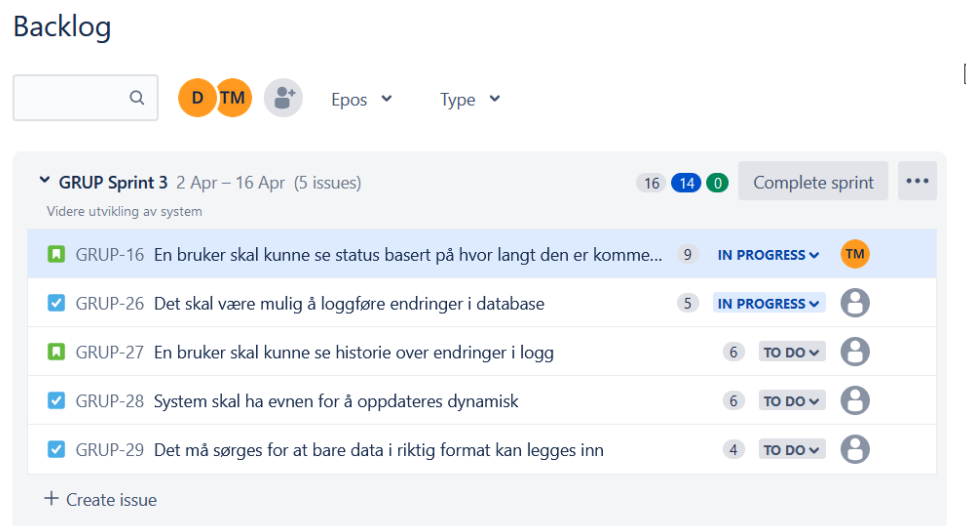 Backlog
D TM Epos Type
GRUP Sprint 3 2 Apr – 16 Apr (5 issues) 16 14 0 Complete sprint
Videre utvikling av system
GRUP-16 En bruker skal kunne se status basert på hvor langt den er komme... 9 IN PROGRESS TM
GRUP-26 Det skal være mulig å loggføre endringer i database 5 IN PROGRESS
GRUP-27 En bruker skal kunne se historie over endringer i logg 6 TO DO
GRUP-28 System skal ha evnen for å oppdateres dynamisk 6 TO DO
GRUP-29 Det må sørges for at bare data i riktig format kan legges inn 4 TO DO
Create issue